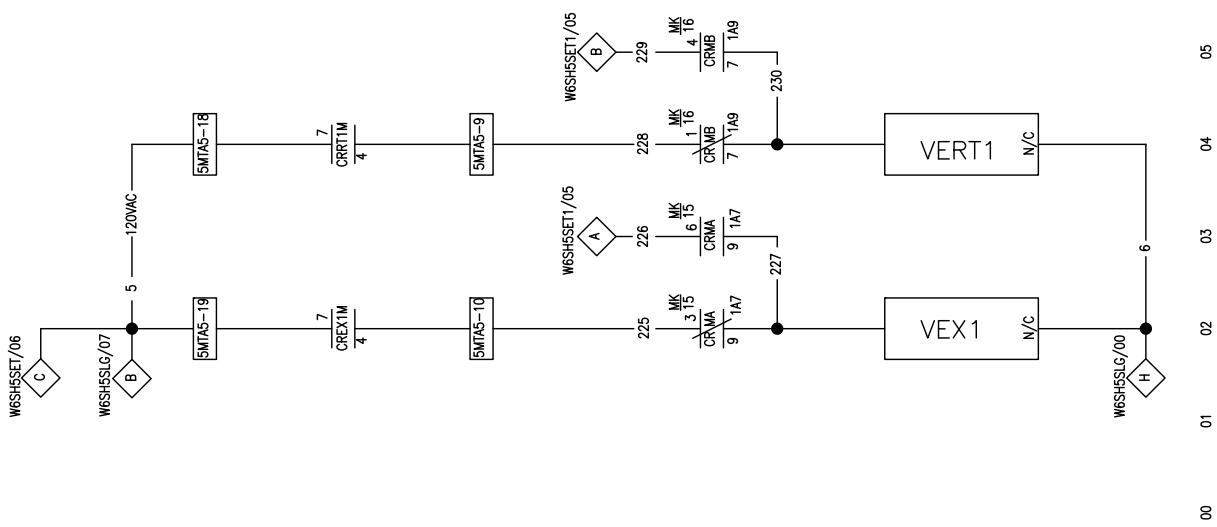 W6SH5SET/06
C
W6SH5SLG/07
B
5
120VAC
5MTA5-19
7
CREX1M
4
5MTA5-10
225
MK
15
3
CRMA
1A7
9
W6SH5SET1/05
A
226
MK
15
6
CRMA
1A7
9
227
VEX1
N/C
5MTA5-18
7
CRRT1M
4
5MTA5-9
228
MK
16
1
CRMB
1A9
7
W6SH5SET1/05
B
229
MK
16
4
CRMB
1A9
7
230
VERT1
N/C
6
W6SH5SLG/00
H
00
01
02
03
04
05